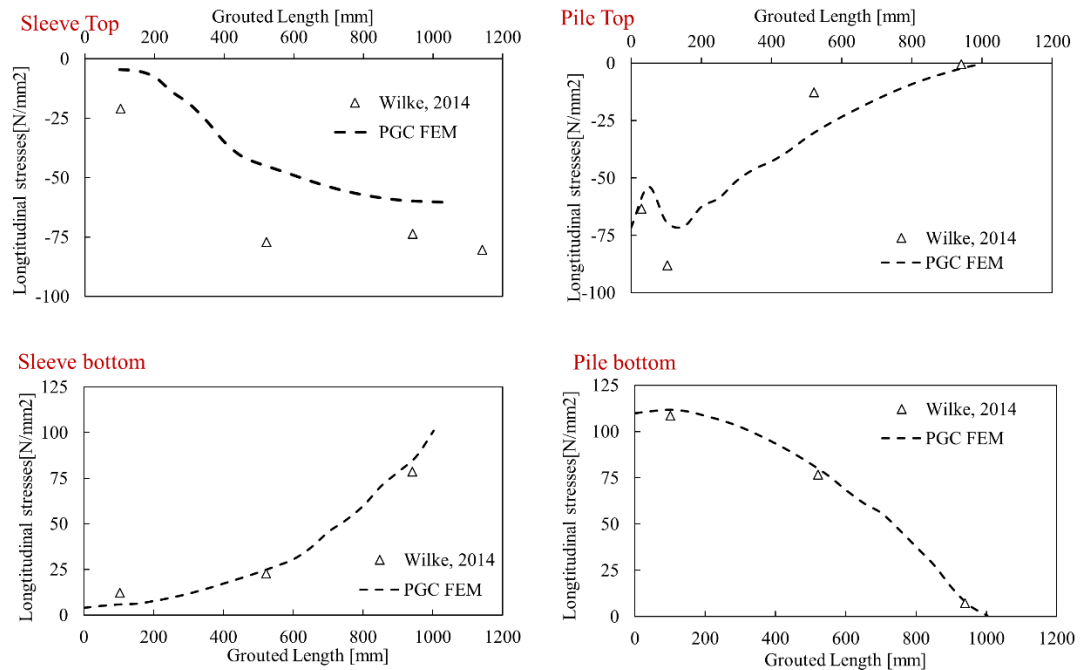 Sleeve Top
Grouted Length [mm]
0 200 400 600 800 1000 1200
Longtitudinal stresses[N/mm2]
0
-25
-50
-75
-100
Wilke, 2014
PGC FEM
Pile Top
Grouted Length [mm]
0 200 400 600 800 1000 1200
Longtitudinal stresses[N/mm2]
0
-25
-50
-75
-100
Wilke, 2014
PGC FEM
Sleeve bottom
Longtitudinal stresses[N/mm2]
125
100
75
50
25
0
Wilke, 2014
PGC FEM
0 200 400 600 800 1000 1200
Grouted Length [mm]
Pile bottom
Longtitudinal stresses[N/mm2]
125
100
75
50
25
0
Wilke, 2014
PGC FEM
0 200 400 600 800 1000 1200
Grouted Length [mm]